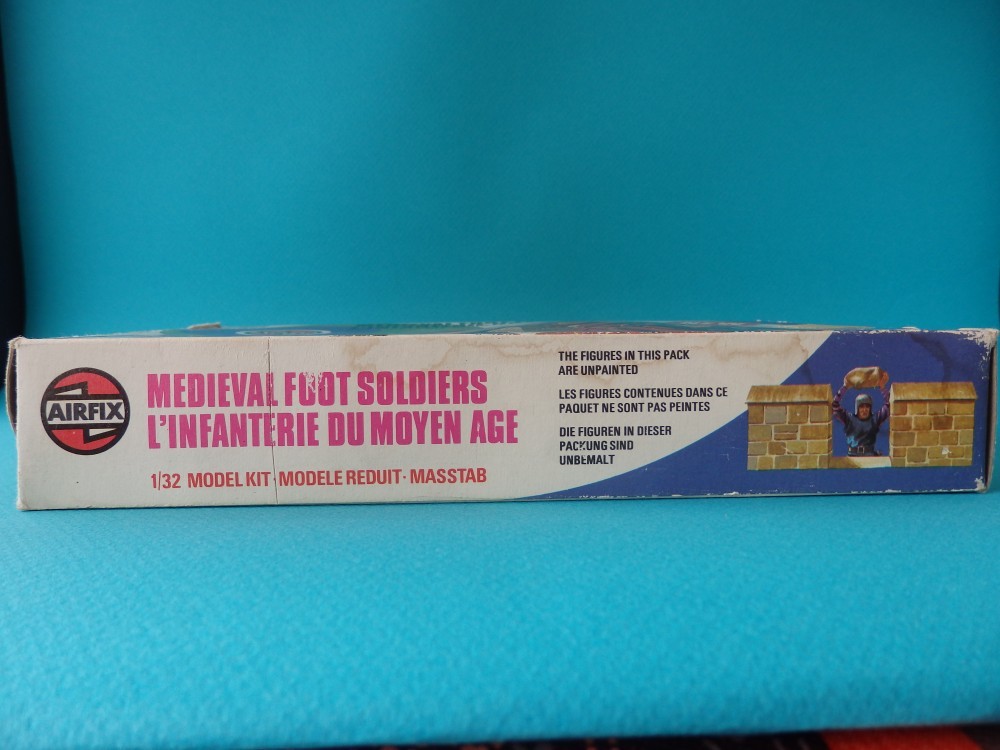 AIRFIX
MEDIEVAL FOOT SOLDIERS
L'INFANTERIE DU MOYEN AGE
1/32 MODEL KIT · MODELE REDUIT · MASSTAB
THE FIGURES IN THIS PACK
ARE UNPAINTED
LES FIGURES CONTENUES DANS CE
PAQUET NE SONT PAS PEINTES
DIE FIGUREN IN DIESER
PACKUNG SIND
UNBEMALT